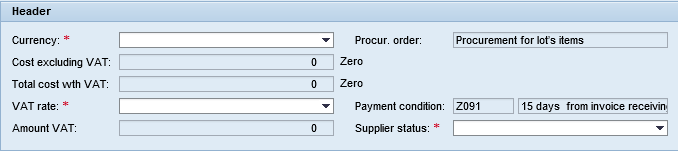 Header
Currency: * Procur. order: Procurement for lot's items
Cost excluding VAT: 0 Zero
Total cost wth VAT: 0 Zero
VAT rate: * Payment condition: Z091 15 days from invoice receiving
Amount VAT: 0 Supplier status: *